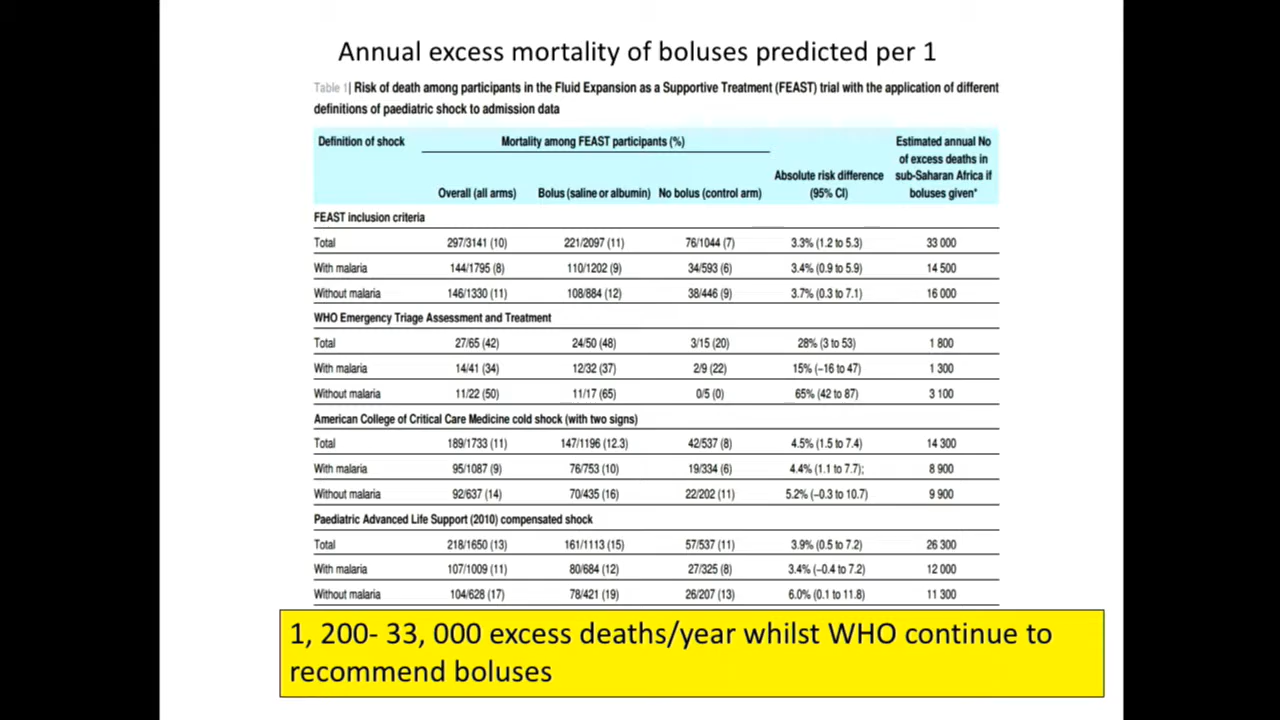 Annual excess mortality of boluses predicted per 1
Table 1| Risk of death among participants in the Fluid Expansion as a Supportive Treatment (FEAST) trial with the application of different
definitions of paediatric shock to admission data
Definition of shock Mortality among FEAST participants (%) Estimated annual No
of excess deaths in
Absolute risk difference sub-Saharan Africa if
Overall (all arms) Bolus (saline or albumin) No bolus (control arm) (95% CI) boluses given*
FEAST inclusion criteria
Total 297/3141 (10) 221/2097 (11) 76/1044 (7) 3.3% (1.2 to 5.3) 33 000
With malaria 144/1795 (8) 110/1202 (9) 34/593 (6) 3.4% (0.9 to 5.9) 14 500
Without malaria 146/1330 (11) 108/884 (12) 38/446 (9) 3.7% (0.3 to 7.1) 16 000
WHO Emergency Triage Assessment and Treatment
Total 27/65 (42) 24/50 (48) 3/15 (20) 28% (3 to 53) 1 800
With malaria 14/41 (34) 12/32 (37) 2/9 (22) 15% (−16 to 47) 1 300
Without malaria 11/22 (50) 11/17 (65) 0/5 (0) 65% (42 to 87) 3 100
American College of Critical Care Medicine cold shock (with two signs)
Total 189/1733 (11) 147/1196 (12.3) 42/537 (8) 4.5% (1.5 to 7.4) 14 300
With malaria 95/1087 (9) 76/753 (10) 19/334 (6) 4.4% (1.1 to 7.7); 8 900
Without malaria 92/637 (14) 70/435 (16) 22/202 (11) 5.2% (−0.3 to 10.7) 9 900
Paediatric Advanced Life Support (2010) compensated shock
Total 218/1650 (13) 161/1113 (15) 57/537 (11) 3.9% (0.5 to 7.2) 26 300
With malaria 107/1009 (11) 80/684 (12) 27/325 (8) 3.4% (−0.4 to 7.2) 12 000
Without malaria 104/628 (17) 78/421 (19) 26/207 (13) 6.0% (0.1 to 11.8) 11 300
1, 200- 33, 000 excess deaths/year whilst WHO continue to
recommend boluses